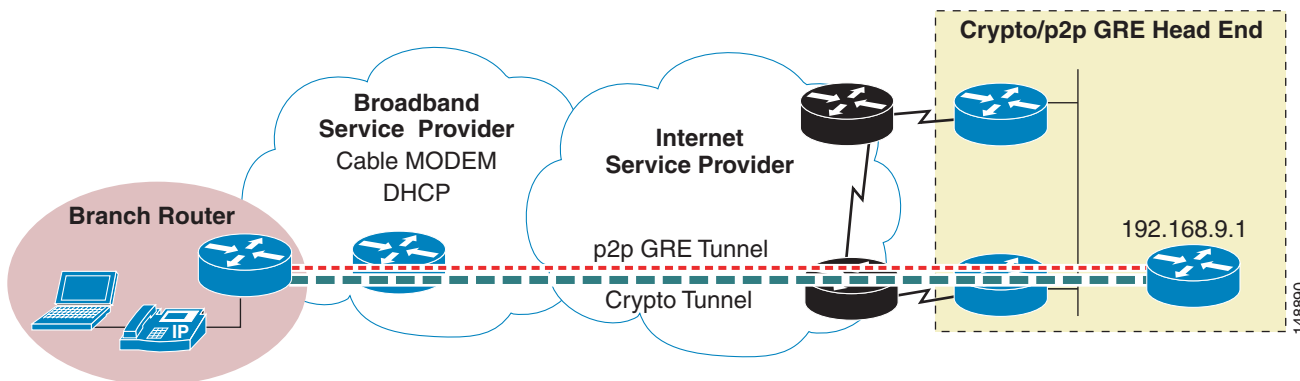 Crypto/p2p GRE Head End
Broadband
Service Provider
Cable MODEM
DHCP
Internet
Service Provider
Branch Router
IP
192.168.9.1
p2p GRE Tunnel
Crypto Tunnel
148890